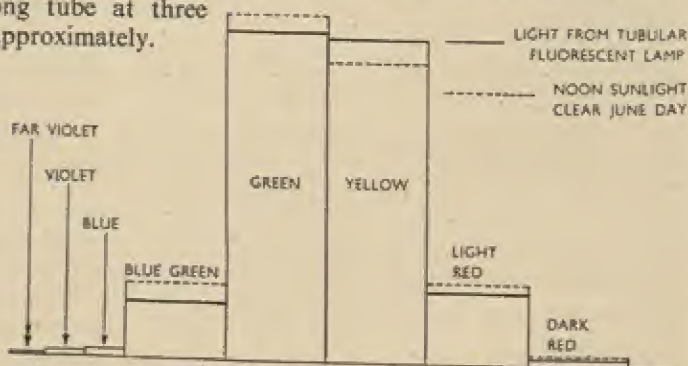 ong tube at three
pproximately.
LIGHT FROM TUBULAR
FLUORESCENT LAMP
NOON SUNLIGHT
CLEAR JUNE DAY
FAR VIOLET
VIOLET
BLUE
BLUE GREEN
GREEN
YELLOW
LIGHT
RED
DARK
RED